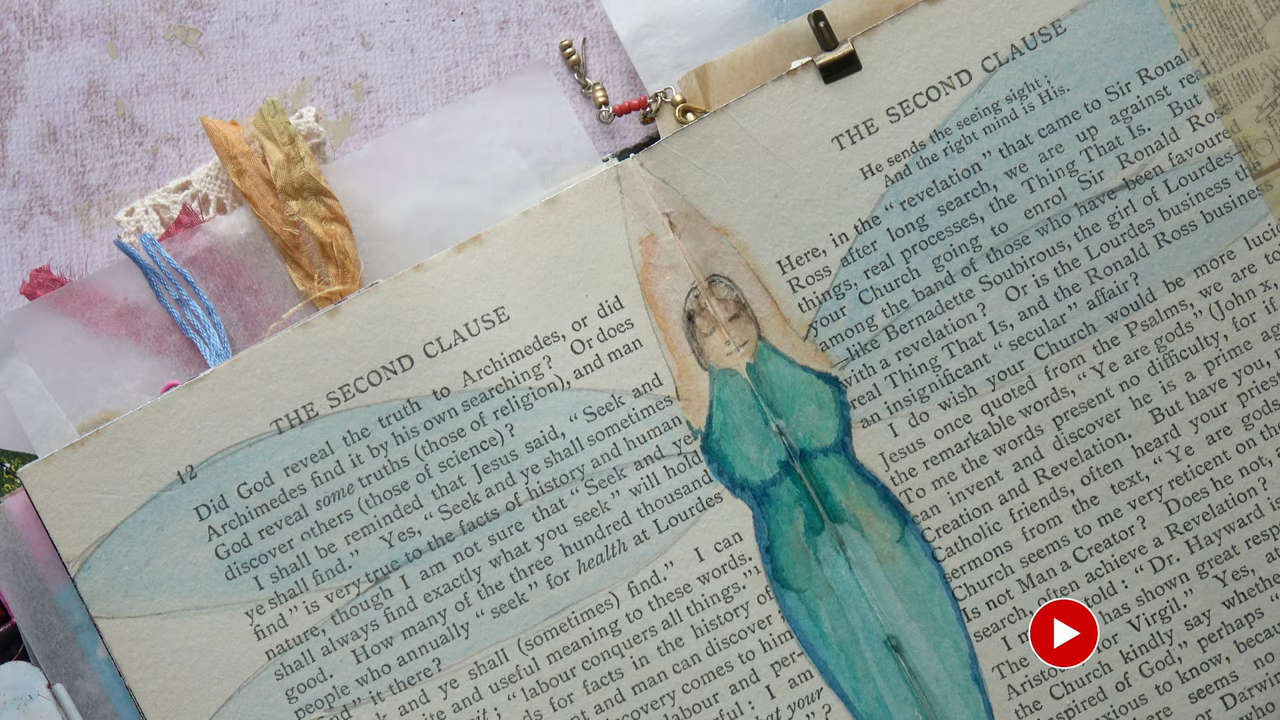 THE SECOND CLAUSE
12
Did God reveal the truth to Archimedes, or did
Archimedes find it by his own searching? Or does
God reveal some truths (those of religion), and man
discover others (those of science)?
I shall be reminded that Jesus said, “Seek and
ye shall find.” Yes, “Seek and ye shall sometimes
find” is very true to the facts of history and human
nature, though I am not sure that “Seek and ye
shall always find exactly what you seek” will hold
good. How many of the three hundred thousand
people who annually “seek” for health at Lourdes
find it there?
and ye shall (sometimes) find.” I can
and useful meaning to these words,
“labour conquers all things,”
for facts in the history of
and man can discover
discovery comes to him
labour and per-
: I am
your
THE SECOND CLAUSE
He sends the seeing sight;
And the right mind is His.
Here, in the “revelation” that came to Sir Ronald
Ross after long search, we are up against real
things, real processes, the Thing That Is. But
your Church going to enrol Sir Ronald Ross
among the band of those who have been favoured
—like Bernadette Soubirous, the girl of Lourdes
with a revelation? Or is the Lourdes business the
real Thing That Is, and the Ronald Ross business
an insignificant “secular” affair?
I do wish your Church would be more lucid
Jesus once quoted from the Psalms, we are to
the remarkable words, “Ye are gods” (John x,
To me the words present no difficulty, for if
can invent and discover he is a prime
Creation and Revelation. But have you,
Catholic friends, often heard your priests
sermons from the text, “Ye are gods
Church seems to me very reticent on the
Is not Man a Creator? Does he not,
search, often achieve a Revelation?
I told: “Dr. Hayward is
The has shown great
Aristotle or Virgil.” Yes,
the Church kindly say whether
inspired of God,” perhaps
to know, because
seems no
Darwin